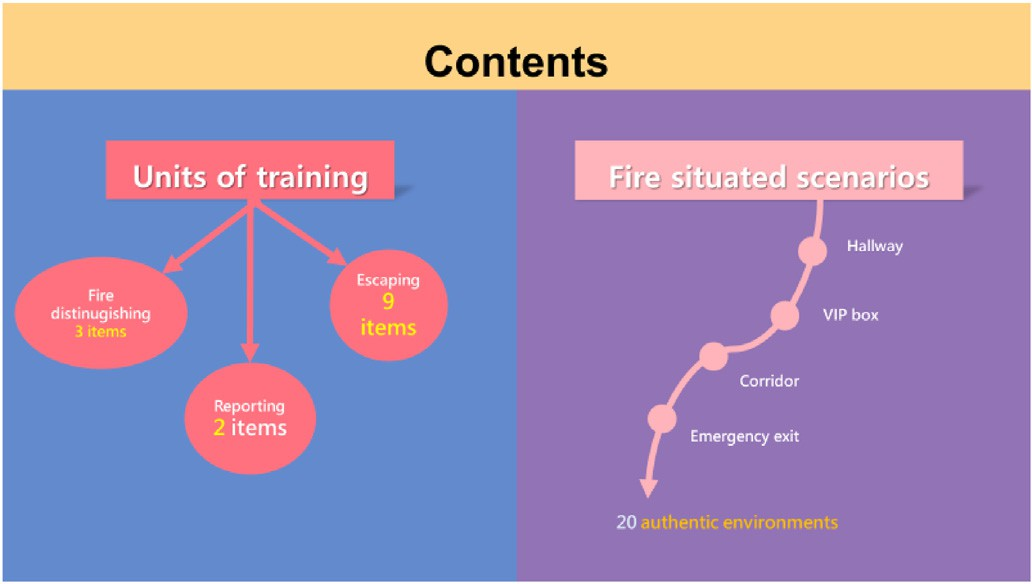 Contents
Units of training
Fire
distinugishing
3 items
Reporting
2 items
Escaping
9
items
Fire situated scenarios
Hallway
VIP box
Corridor
Emergency exit
20 authentic environments